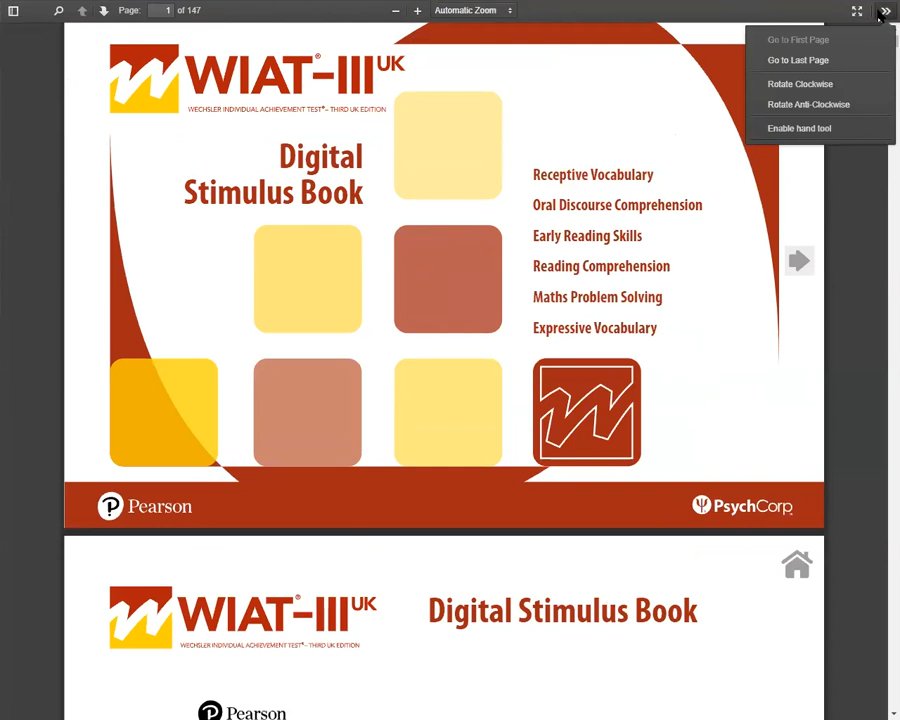 Page: 1 of 147
Automatic Zoom
Go to First Page
Go to Last Page
Rotate Clockwise
Rotate Anti-Clockwise
Enable hand tool
WIAT®-III UK
WECHSLER INDIVIDUAL ACHIEVEMENT TEST®- THIRD UK EDITION
Digital
Stimulus Book
Receptive Vocabulary
Oral Discourse Comprehension
Early Reading Skills
Reading Comprehension
Maths Problem Solving
Expressive Vocabulary
Pearson
PsychCorp
WIAT®-III UK
WECHSLER INDIVIDUAL ACHIEVEMENT TEST®- THIRD UK EDITION
Digital Stimulus Book
Pearson